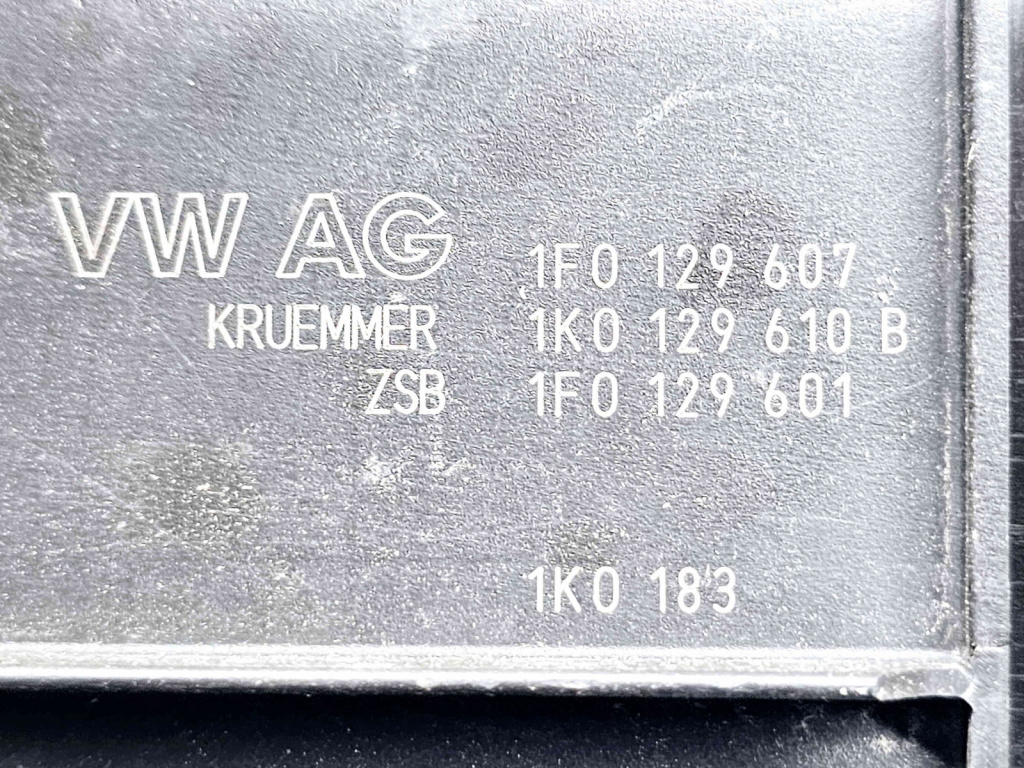 VW AG 1F0 129 607
KRUEMMER 1K0 129 610 B
ZSB 1F0 129 601
1K0 183